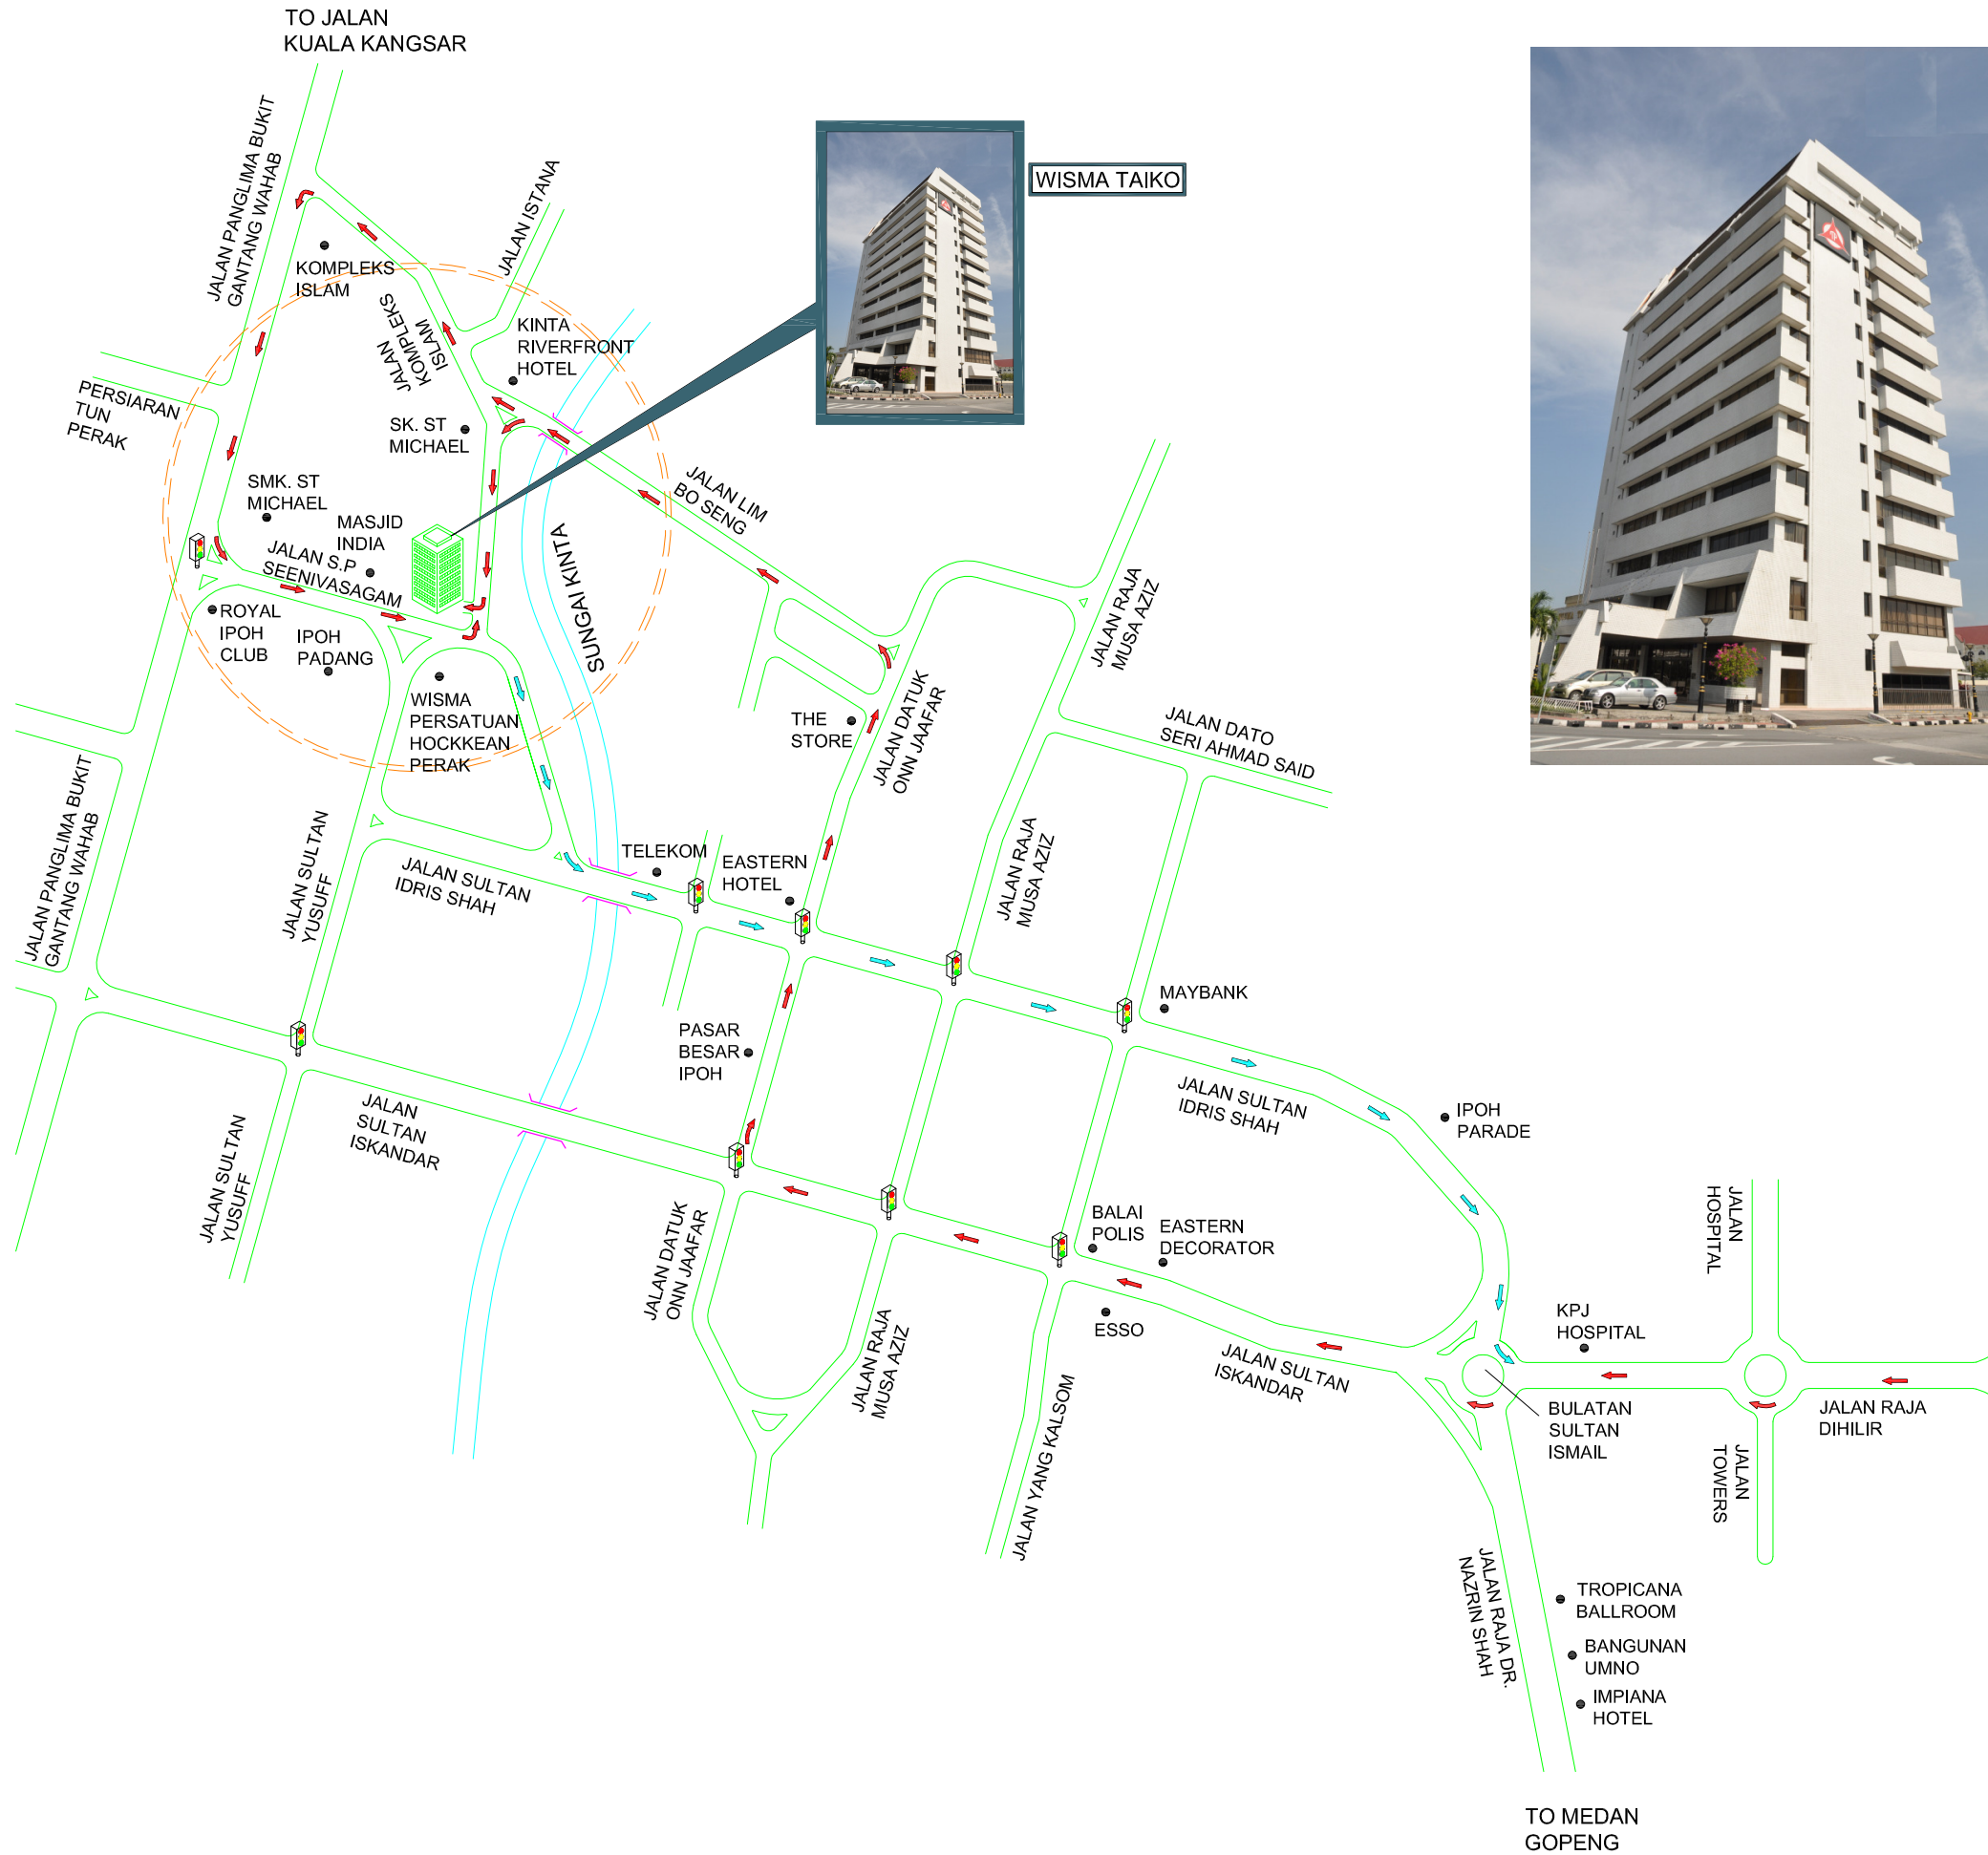 TO JALAN
KUALA KANGSAR
JALAN PANGLIMA BUKIT
GANTANG WAHAB
JALAN ISTANA
WISMA TAIKO
KOMPLEKS
ISLAM
JALAN
KOMPLEKS
ISLAM
KINTA
RIVERFRONT
HOTEL
PERSIARAN
TUN
PERAK
SK. ST
MICHAEL
SMK. ST
MICHAEL
MASJID
INDIA
JALAN S.P
SEENIVASAGAM
JALAN LIM
BO SENG
SUNGAI KINTA
ROYAL
IPOH
CLUB
IPOH
PADANG
WISMA
PERSATUAN
HOCKKEAN
PERAK
JALAN RAJA
MUSA AZIZ
THE
STORE
JALAN DATUK
ONN JAAFAR
JALAN DATO
SERI AHMAD SAID
JALAN PANGLIMA BUKIT
GANTANG WAHAB
JALAN SULTAN
YUSUFF
JALAN SULTAN
IDRIS SHAH
TELEKOM
EASTERN
HOTEL
JALAN RAJA
MUSA AZIZ
MAYBANK
PASAR
BESAR
IPOH
JALAN SULTAN
IDRIS SHAH
IPOH
PARADE
JALAN
SULTAN
ISKANDAR
JALAN SULTAN
YUSUFF
JALAN DATUK
ONN JAAFAR
BALAI
POLIS
EASTERN
DECORATOR
ESSO
JALAN
HOSPITAL
KPJ
HOSPITAL
JALAN RAJA
MUSA AZIZ
JALAN SULTAN
ISKANDAR
JALAN YANG KALSOM
BULATAN
SULTAN
ISMAIL
JALAN RAJA
DIHILIR
JALAN
TOWERS
JALAN RAJA DR.
NAZRIN SHAH
TROPICANA
BALLROOM
BANGUNAN
UMNO
IMPIANA
HOTEL
TO MEDAN
GOPENG